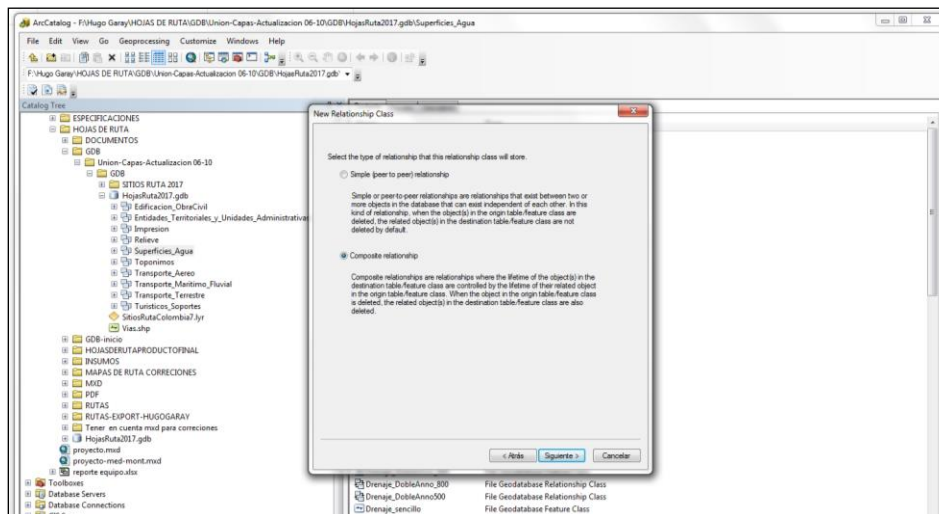 ArcCatalog - F:\Hugo Garay\HOJAS DE RUTA\GDB\Union-Capas-Actualizacion 06-10\GDB\HojasRuta2017.gdb\Superficies_Agua
File Edit View Go Geoprocessing Customize Windows Help
F:\Hugo Garay\HOJAS DE RUTA\GDB\Union-Capas-Actualizacion 06-10\GDB\HojasRuta2017.gdb\
Catalog Tree
ESPECIFICACIONES
HOJAS DE RUTA
DOCUMENTOS
GDB
Union-Capas-Actualizacion 06-10
GDB
SITIOS RUTA 2017
HojasRuta2017.gdb
Edificacion_ObraCivil
Entidades_Territoriales_y_Unidades_Administrativas
Impresion
Relieve
Superficies_Agua
Toponimos
Transporte_Aereo
Transporte_Maritimo_Fluvial
Transporte_Terrestre
Turisticos_Soportes
SitiosRutaColombia7.lyr
Vias.shp
GDB-inicio
HOJASDERUTAPRODUCTOFINAL
INSUMOS
MAPAS DE RUTA CORRECIONES
MXD
PDF
RUTAS
RUTAS-EXPORT-HUGOGARAY
Tener en cuenta mxd para correciones
HojasRuta2017.gdb
proyecto.mxd
proyecto-med-mont.mxd
reporte equipo.xlsx
Toolboxes
Database Servers
Database Connections
New Relationship Class
Select the type of relationship that this relationship class will store.
Simple (peer to peer) relationship
Simple or peer-to-peer relationships are relationships that exist between two or
more objects in the database that can exist independent of each other. In this
kind of relationship, when the object(s) in the origin table/feature class are
deleted, the related object(s) in the destination table/feature class are not
deleted by default.
Composite relationship
Composite relationships are relationships where the lifetime of the object(s) in the
destination table/feature class are controlled by the lifetime of their related object
in the origin table/feature class. When the object in the origin table/feature class
is deleted, the related object(s) in the destination table/feature class are also
deleted.
< Atrás Siguiente > Cancelar
Drenaje_DobleAnno_800 File Geodatabase Relationship Class
Drenaje_DobleAnno500 File Geodatabase Relationship Class
Drenaje_sencillo File Geodatabase Feature Class